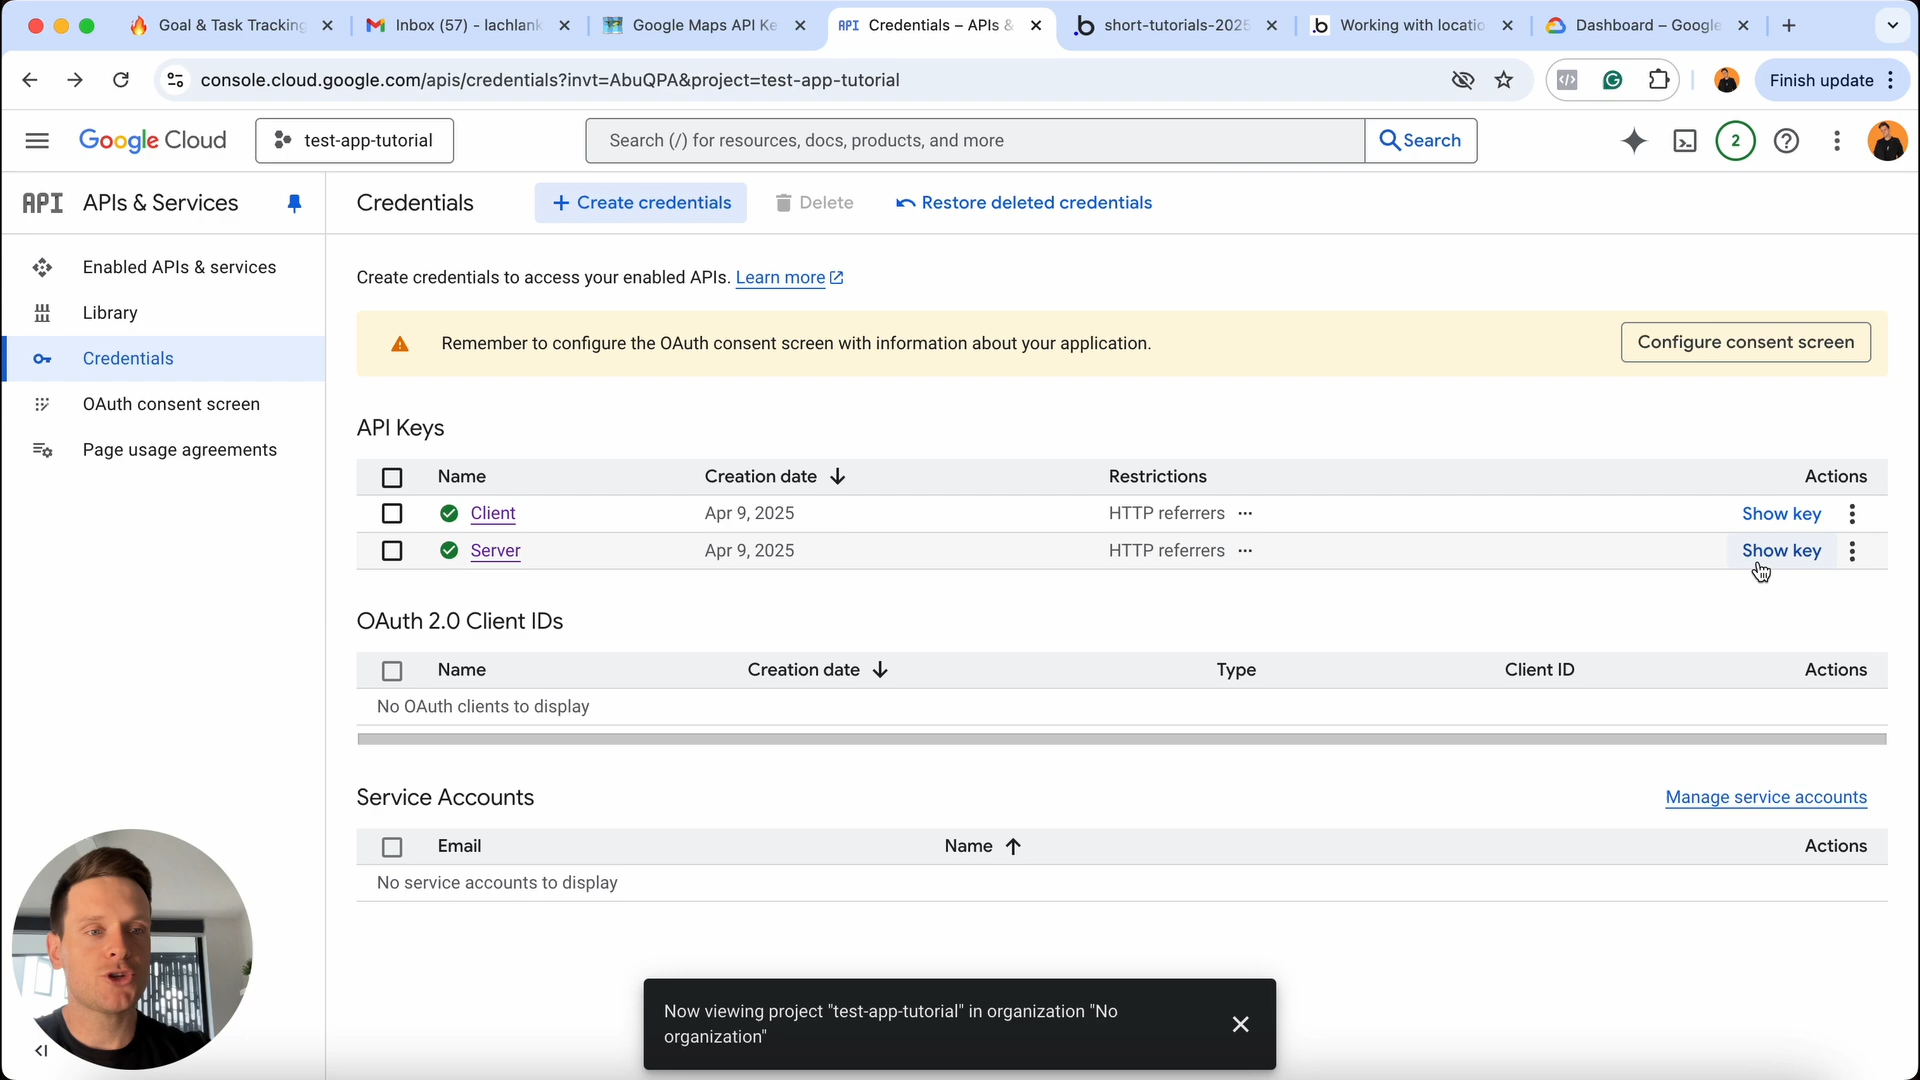 Goal & Task Tracking
Inbox (57) - lachlank
Google Maps API Ke
API Credentials – APIs &
short-tutorials-2025
Working with locatio
Dashboard – Google
console.cloud.google.com/apis/credentials?invt=AbuQPA&project=test-app-tutorial
Finish update
Google Cloud
test-app-tutorial
Search (/) for resources, docs, products, and more
Search
2
API APIs & Services
Credentials
Create credentials
Delete
Restore deleted credentials
Enabled APIs & services
Library
Credentials
OAuth consent screen
Page usage agreements
Create credentials to access your enabled APIs. Learn more
Remember to configure the OAuth consent screen with information about your application.
Configure consent screen
API Keys
Name Creation date Restrictions Actions
Client Apr 9, 2025 HTTP referrers Show key
Server Apr 9, 2025 HTTP referrers Show key
OAuth 2.0 Client IDs
Name Creation date Type Client ID Actions
No OAuth clients to display
Service Accounts
Manage service accounts
Email Name Actions
No service accounts to display
Now viewing project "test-app-tutorial" in organization "No
organization"